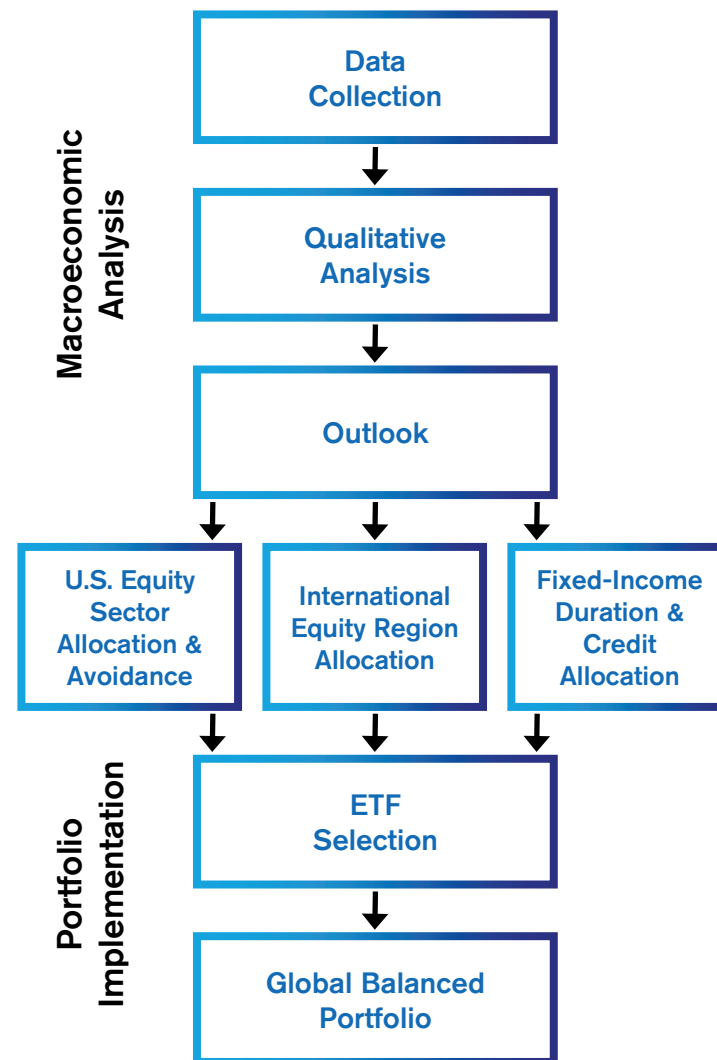 Macroeconomic
Analysis
Data
Collection
Qualitative
Analysis
Outlook
U.S. Equity
Sector
Allocation &
Avoidance
International
Equity Region
Allocation
Fixed-Income
Duration &
Credit
Allocation
Portfolio
Implementation
ETF
Selection
Global Balanced
Portfolio